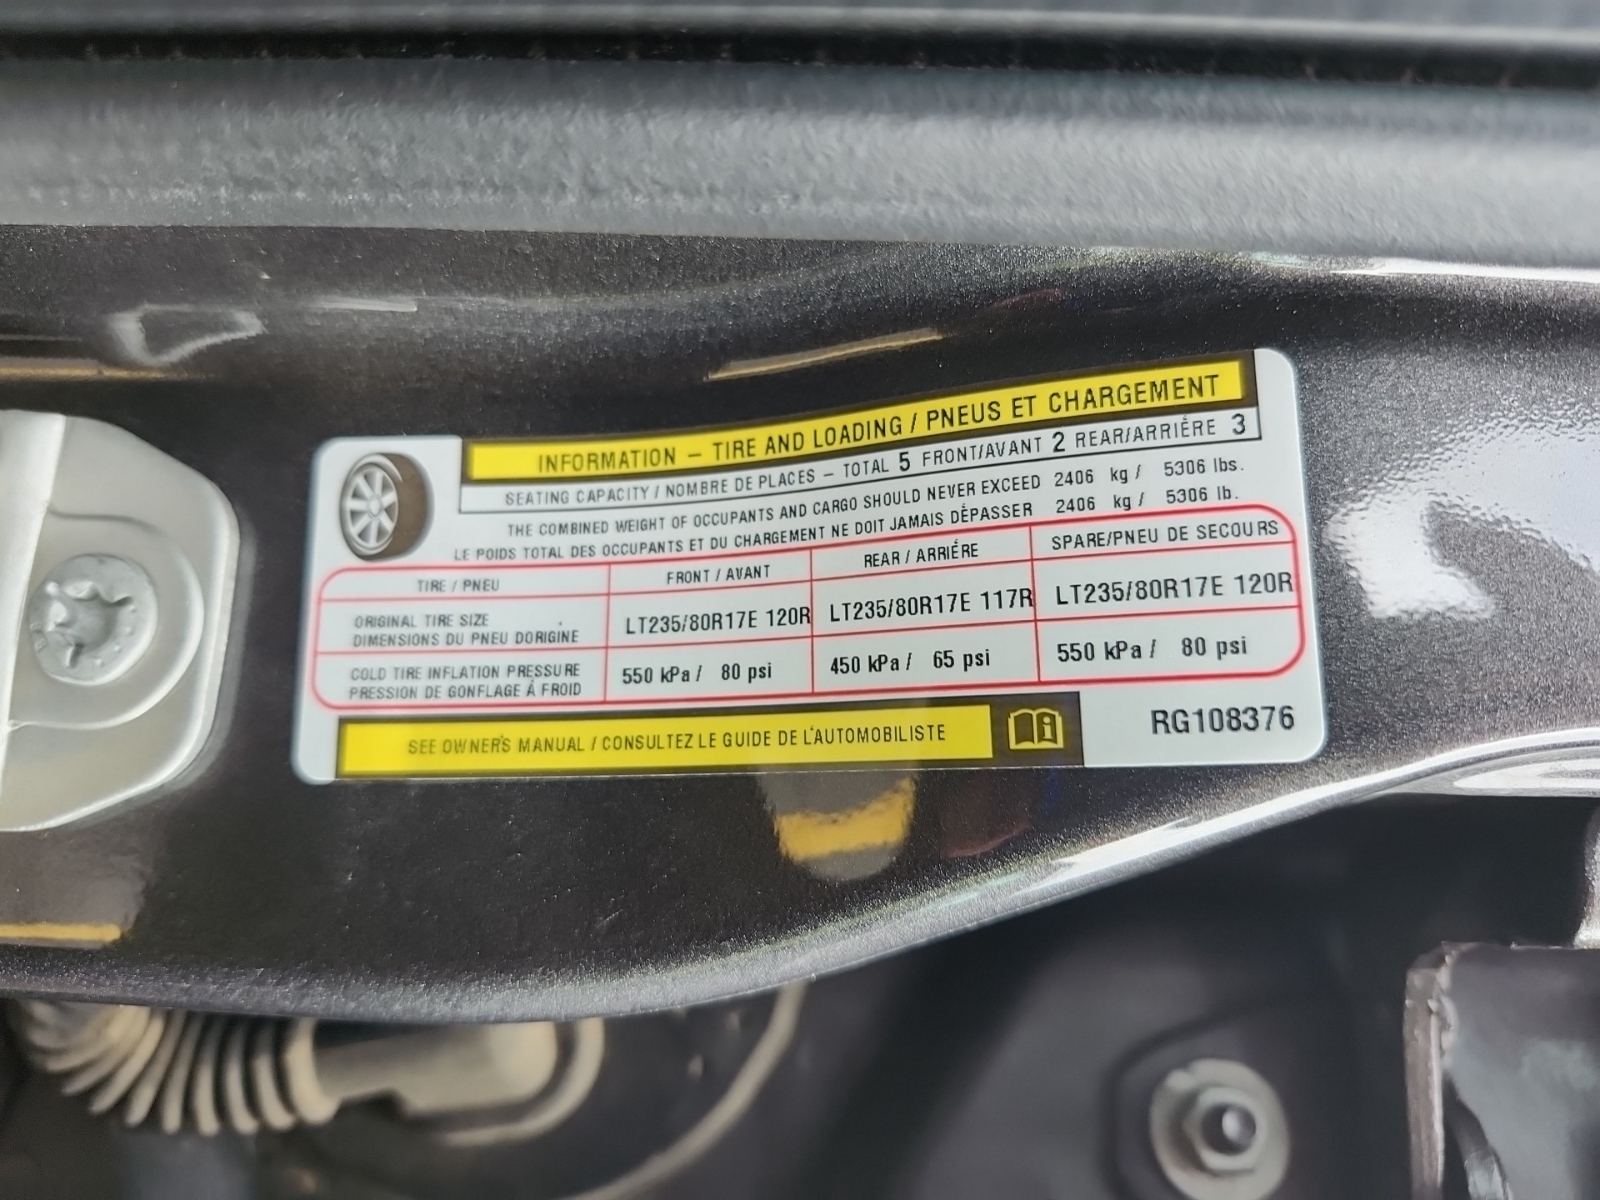 INFORMATION – TIRE AND LOADING / PNEUS ET CHARGEMENT
SEATING CAPACITY / NOMBRE DE PLACES – TOTAL 5 FRONT/AVANT 2 REAR/ARRIÈRE 3
THE COMBINED WEIGHT OF OCCUPANTS AND CARGO SHOULD NEVER EXCEED 2406 kg / 5306 lbs.
LE POIDS TOTAL DES OCCUPANTS ET DU CHARGEMENT NE DOIT JAMAIS DÉPASSER 2406 kg / 5306 lb.
TIRE / PNEU FRONT / AVANT REAR / ARRIÉRE SPARE/PNEU DE SECOURS
ORIGINAL TIRE SIZE
DIMENSIONS DU PNEU DORIGINE
LT235/80R17E 120R LT235/80R17E 117R LT235/80R17E 120R
COLD TIRE INFLATION PRESSURE
PRESSION DE GONFLAGE À FROID
550 kPa / 80 psi 450 kPa / 65 psi 550 kPa / 80 psi
SEE OWNER'S MANUAL / CONSULTEZ LE GUIDE DE L'AUTOMOBILISTE
RG108376